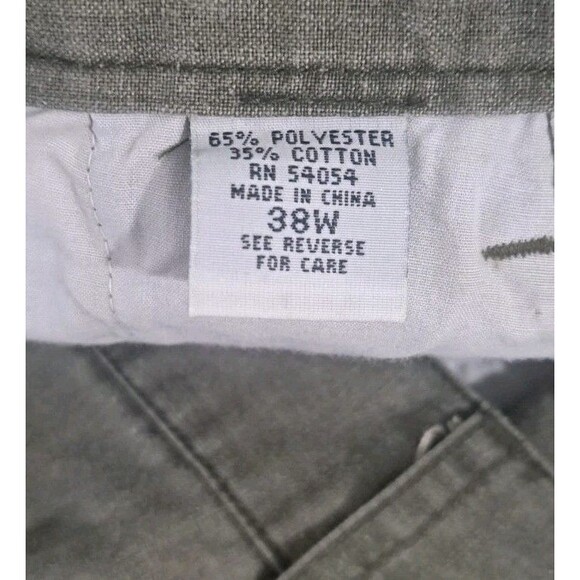 65% POLYESTER
35% COTTON
RN 54054
MADE IN CHINA
38W
SEE REVERSE
FOR CARE